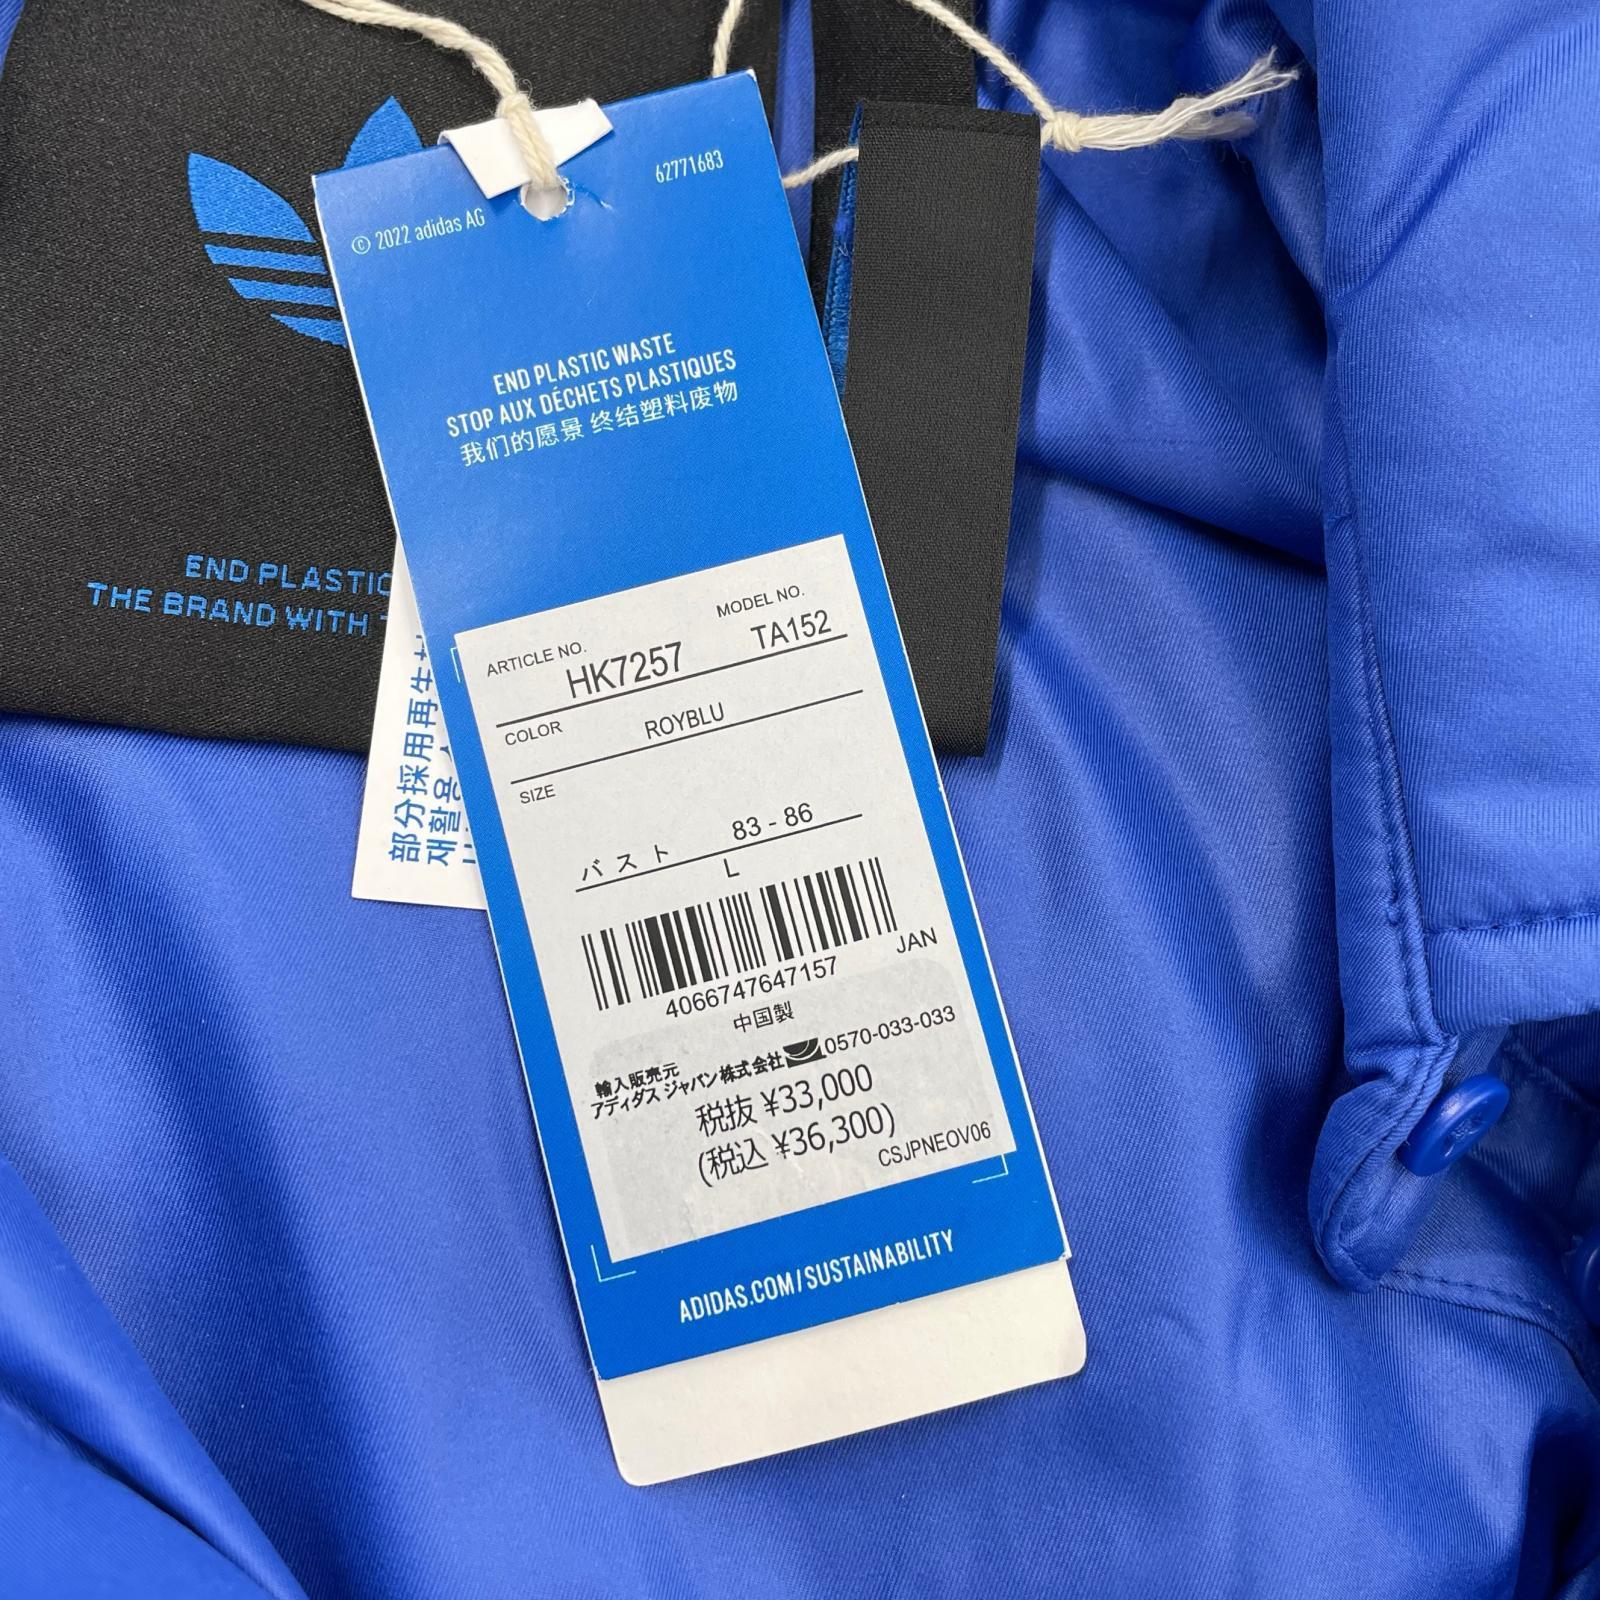 © 2022 adidas AG
62771683
END PLASTIC WASTE
STOP AUX DÉCHETS PLASTIQUES
我们的愿景 终结塑料废物
END PLASTIC
THE BRAND WITH
部分採用再生
재활용
ARTICLE NO.
HK7257
MODEL NO.
TA152
COLOR
ROYBLU
SIZE
バスト 83 - 86
L
4066747647157
JAN
中国製
輸入販売元
アディダス ジャパン株式会社 0570-033-033
税抜 ¥33,000
(税込 ¥36,300)
CSJPNEOV06
ADIDAS.COM/SUSTAINABILITY